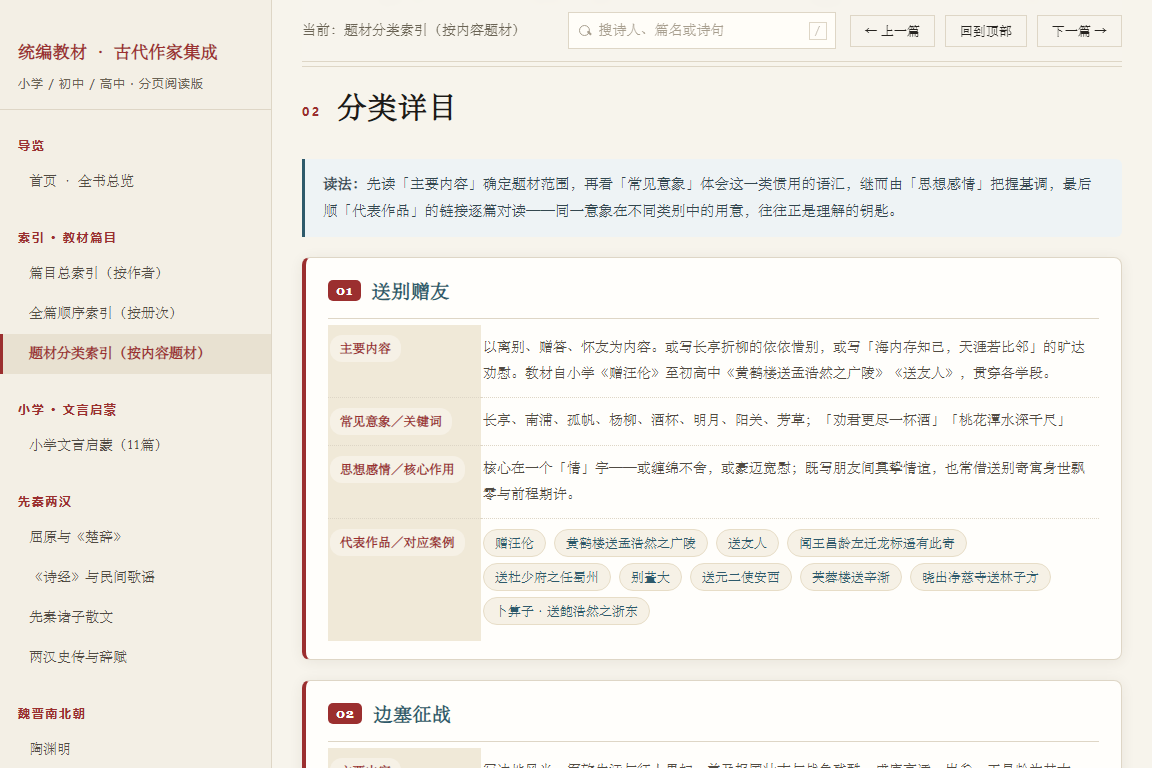 统编教材 · 古代作家集成
小学 / 初中 / 高中 · 分页阅读版
导览
首页 · 全书总览
索引 · 教材篇目
篇目总索引（按作者）
全篇顺序索引（按册次）
题材分类索引（按内容题材）
小学 · 文言启蒙
小学文言启蒙（11篇）
先秦两汉
屈原与《楚辞》
《诗经》与民间歌谣
先秦诸子散文
两汉史传与辞赋
魏晋南北朝
陶渊明
当前：题材分类索引（按内容题材）
搜诗人、篇名或诗句 /
← 上一篇
回到顶部
下一篇 →
02 分类详目
读法：先读「主要内容」确定题材范围，再看「常见意象」体会这一类惯用的语汇，继而由「思想感情」把握基调，最后
顺「代表作品」的链接逐篇对读——同一意象在不同类别中的用意，往往正是理解的钥匙。
01 送别赠友
主要内容
以离别、赠答、怀友为内容。或写长亭折柳的依依惜别，或写「海内存知己，天涯若比邻」的旷达
劝慰。教材自小学《赠汪伦》至初高中《黄鹤楼送孟浩然之广陵》《送友人》，贯穿各学段。
常见意象／关键词
长亭、南浦、孤帆、杨柳、酒杯、明月、阳关、芳草；「劝君更尽一杯酒」「桃花潭水深千尺」
思想感情／核心作用
核心在一个「情」字——或缠绵不舍，或豪迈宽慰；既写朋友间真挚情谊，也常借送别寄寓身世飘
零与前程期许。
代表作品／对应案例
赠汪伦 黄鹤楼送孟浩然之广陵 送友人 闻王昌龄左迁龙标遥有此寄
送杜少府之任蜀州 别董大 送元二使安西 芙蓉楼送辛渐 晓出净慈寺送林子方
卜算子 · 送鲍浩然之浙东
02 边塞征战
主要内容